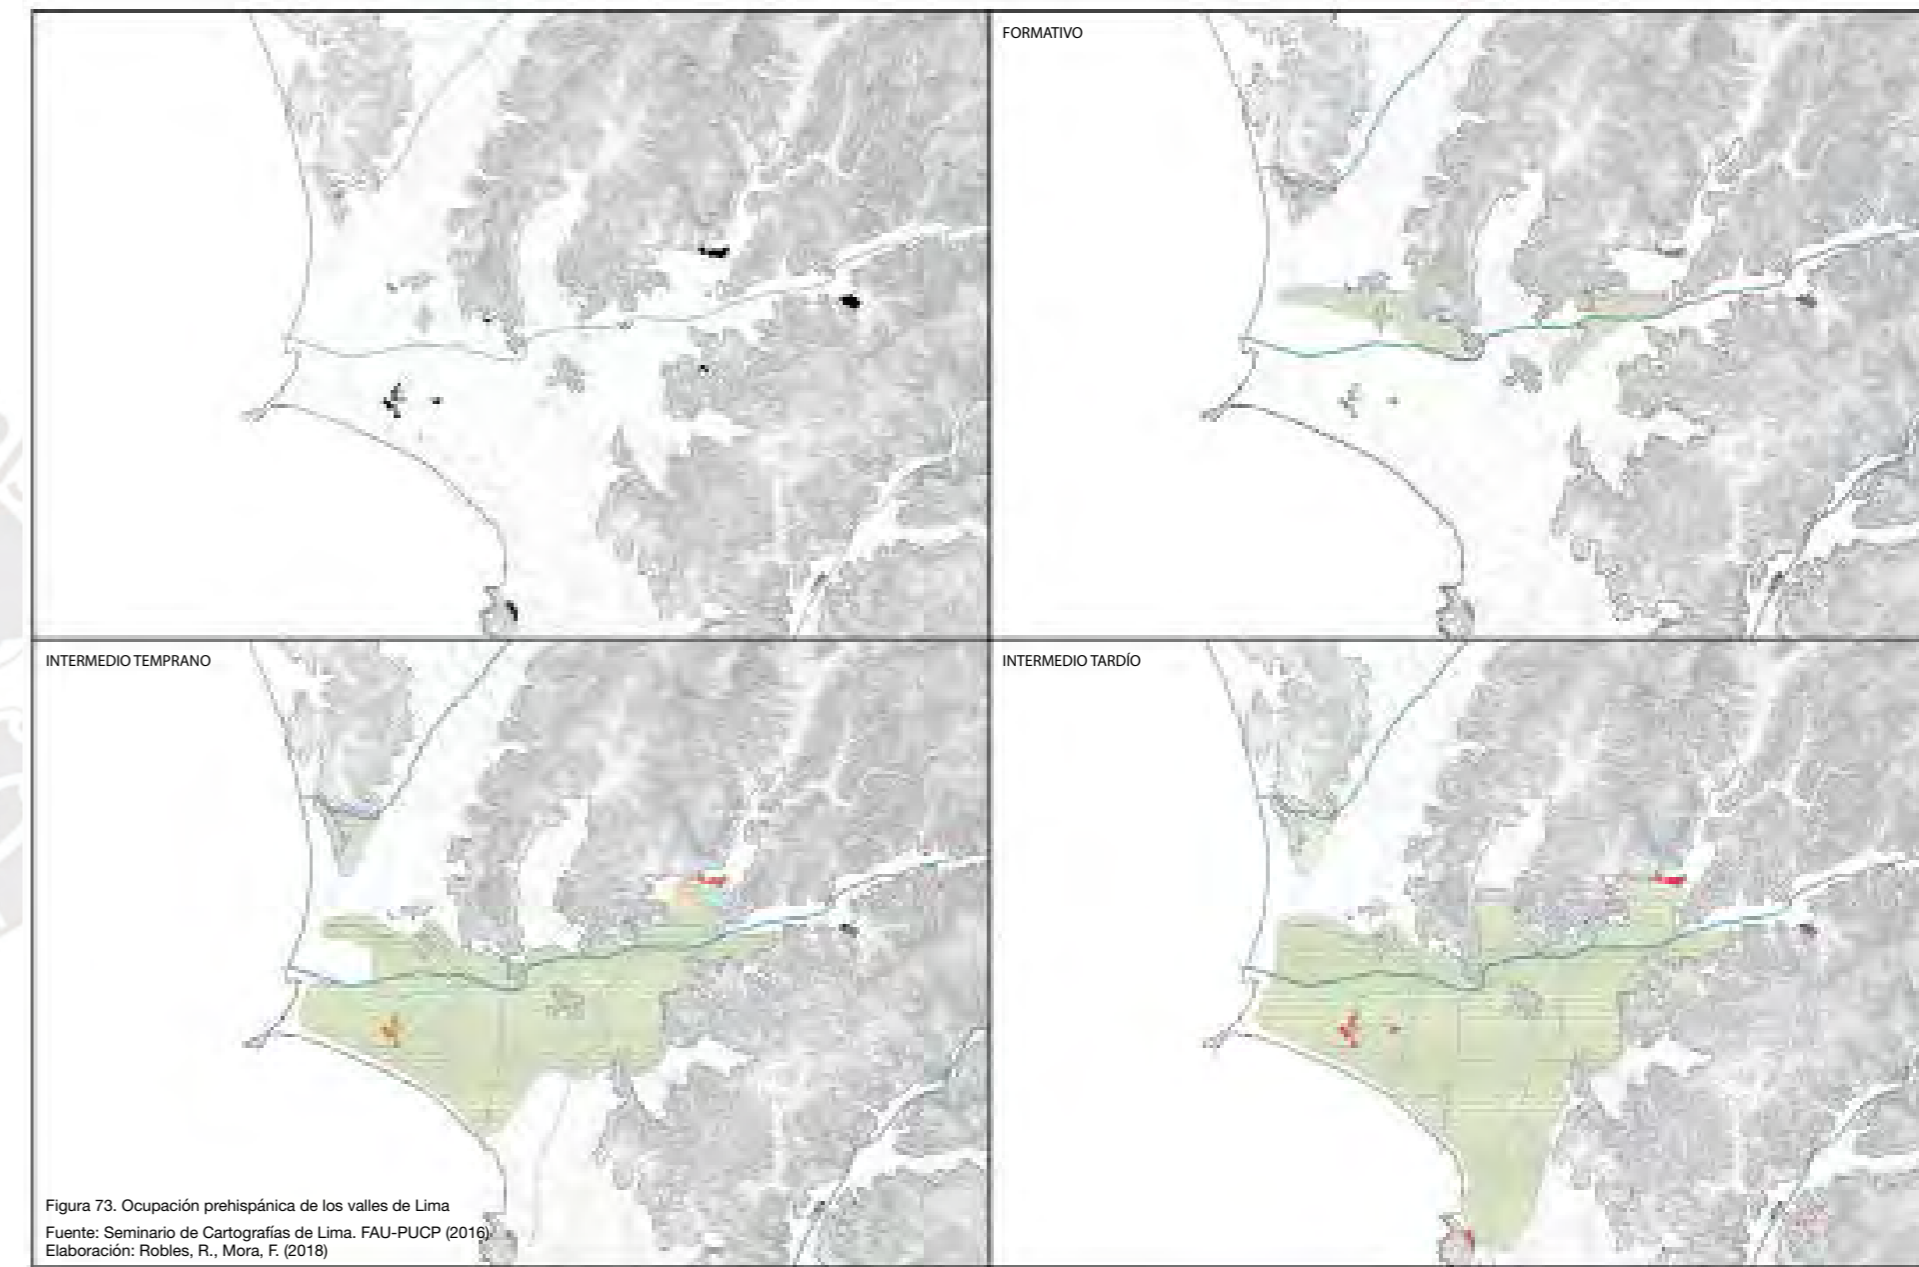 FORMATIVO
INTERMEDIO TEMPRANO
INTERMEDIO TARDÍO
Figura 73. Ocupación prehispánica de los valles de Lima
Fuente: Seminario de Cartografías de Lima. FAU-PUCP (2016)
Elaboración: Robles, R., Mora, F. (2018)